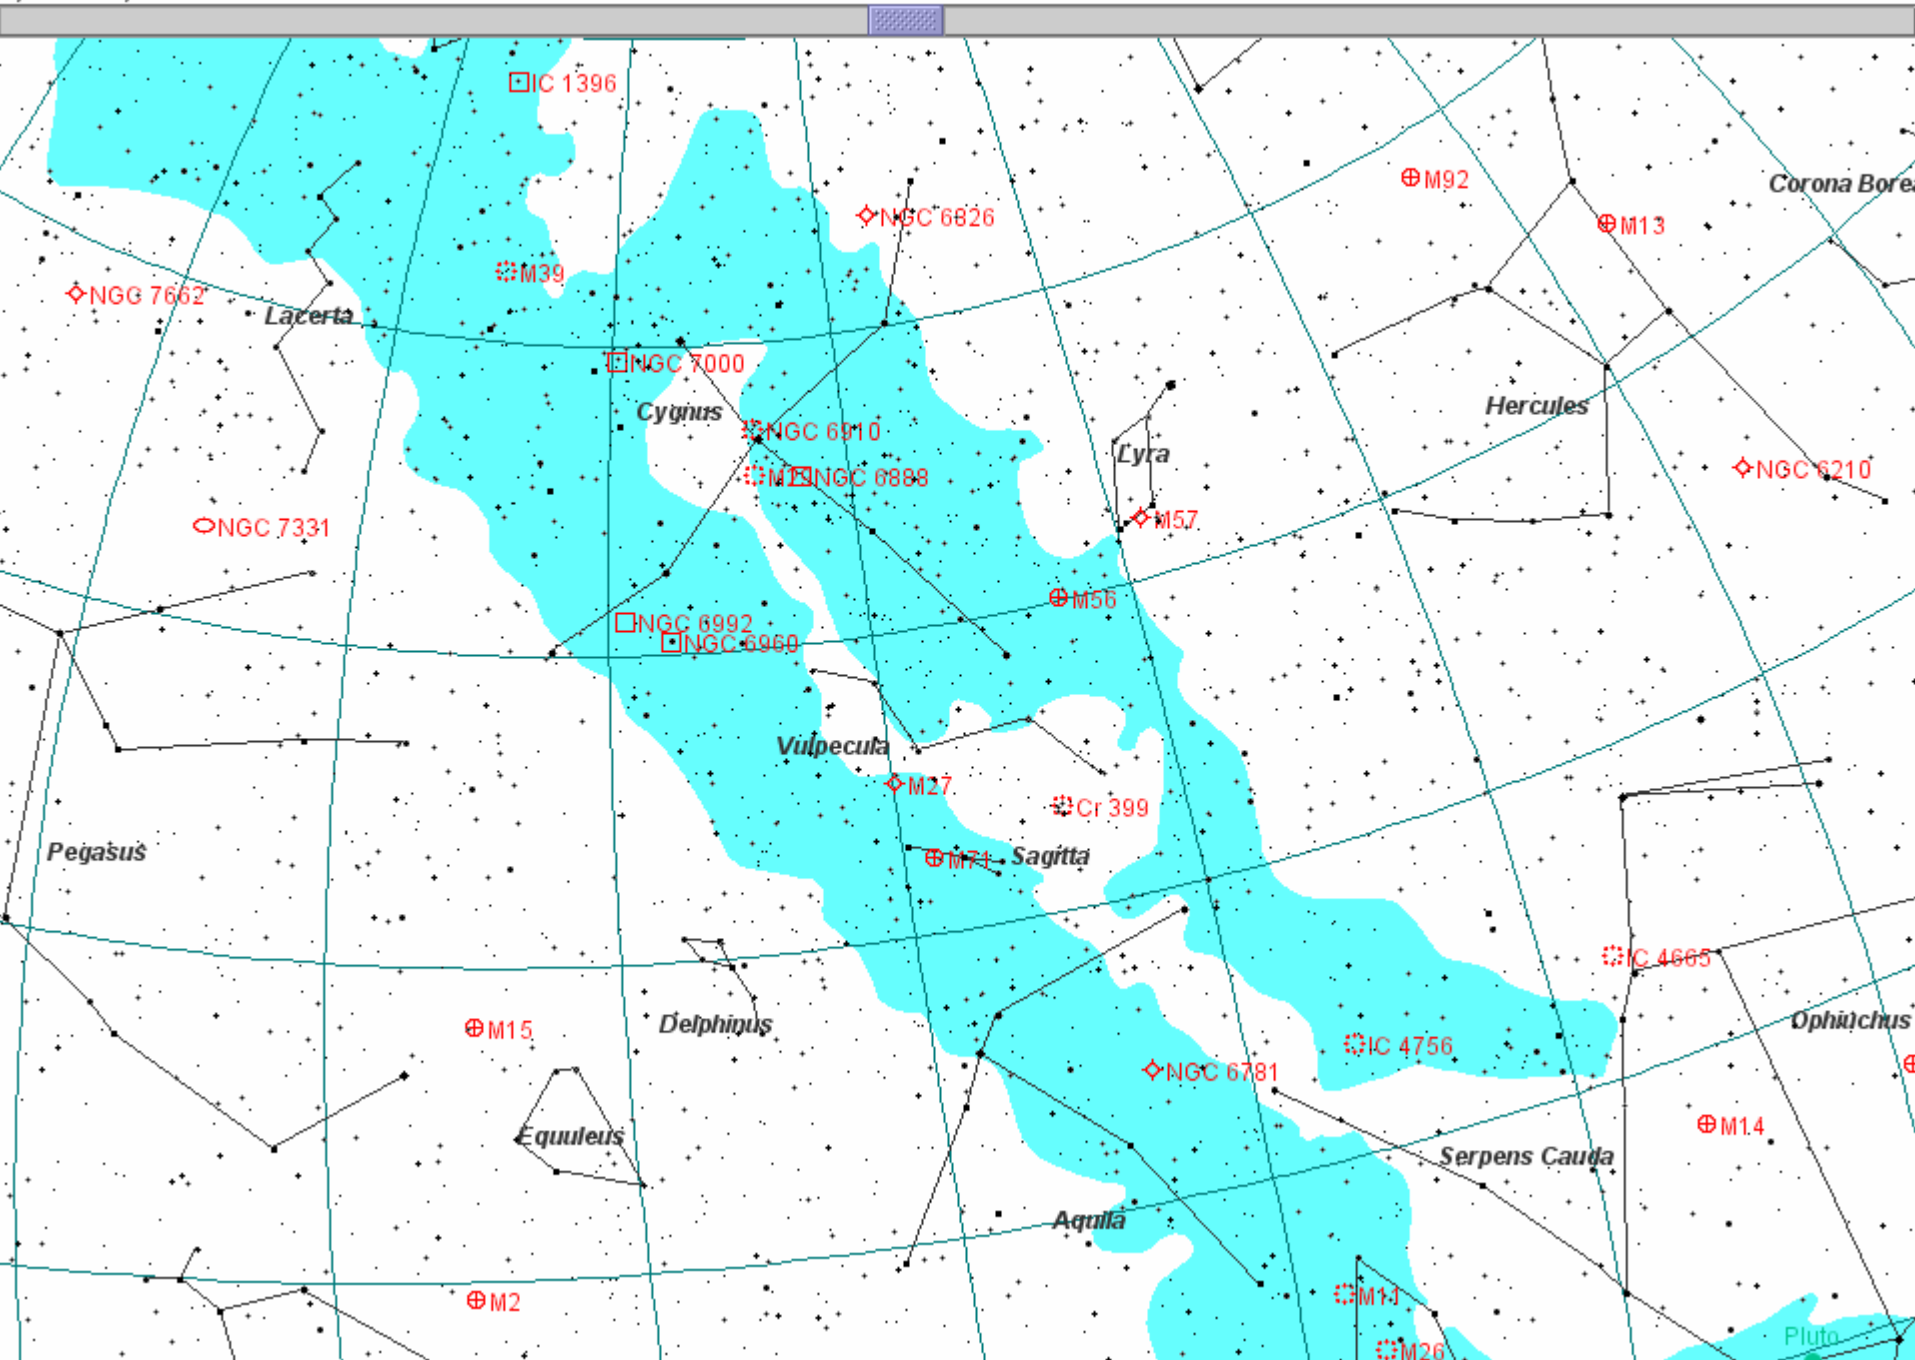 IC 1396
M92
Corona Borea
NGC 6826
M13
M39
NGC 7662
Lacerta
NGC 7000
Cygnus
Hercules
NGC 6910
Lyra
M29
NGC 6888
NGC 6210
NGC 7331
M57
M56
NGC 6992
NGC 6960
Vulpecula
M27
Cr 399
Pegasus
M71
Sagitta
IC 4665
Delphinus
M15
Ophiuchus
IC 4756
NGC 6781
M14
Equuleus
Serpens Cauda
Aquila
M11
M2
Pluto
M26